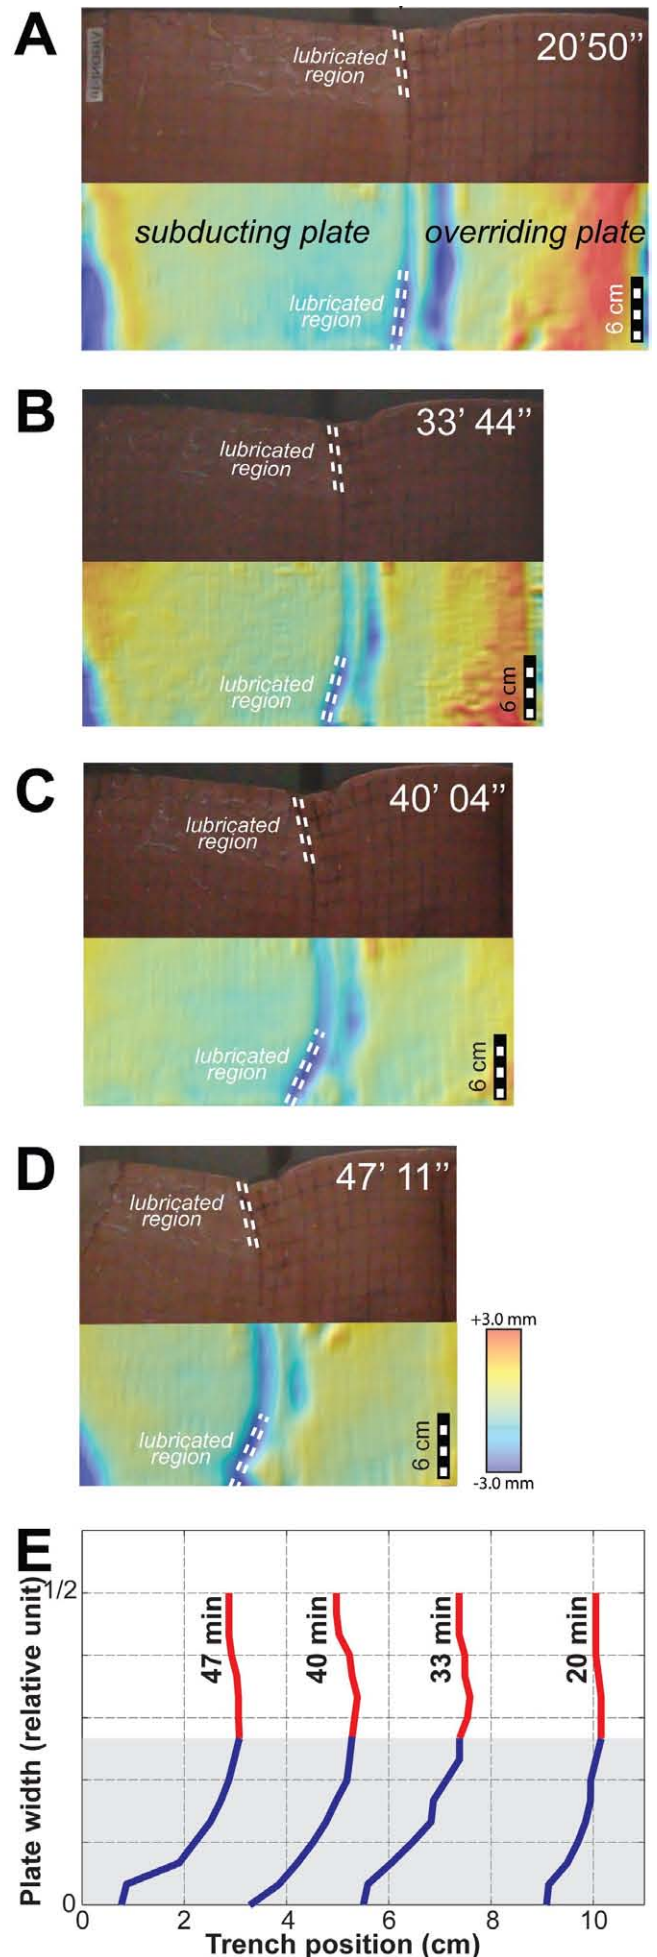 A
20'50"
lubricated
region
subducting plate
overriding plate
lubricated
region
6 cm
B
33' 44"
lubricated
region
lubricated
region
6 cm
C
40' 04"
lubricated
region
lubricated
region
6 cm
D
47' 11"
lubricated
region
+3.0 mm
lubricated
region
6 cm
-3.0 mm
E
1/2
47 min
40 min
33 min
20 min
Plate width (relative unit)
0
0
2
4
6
8
10
Trench position (cm)